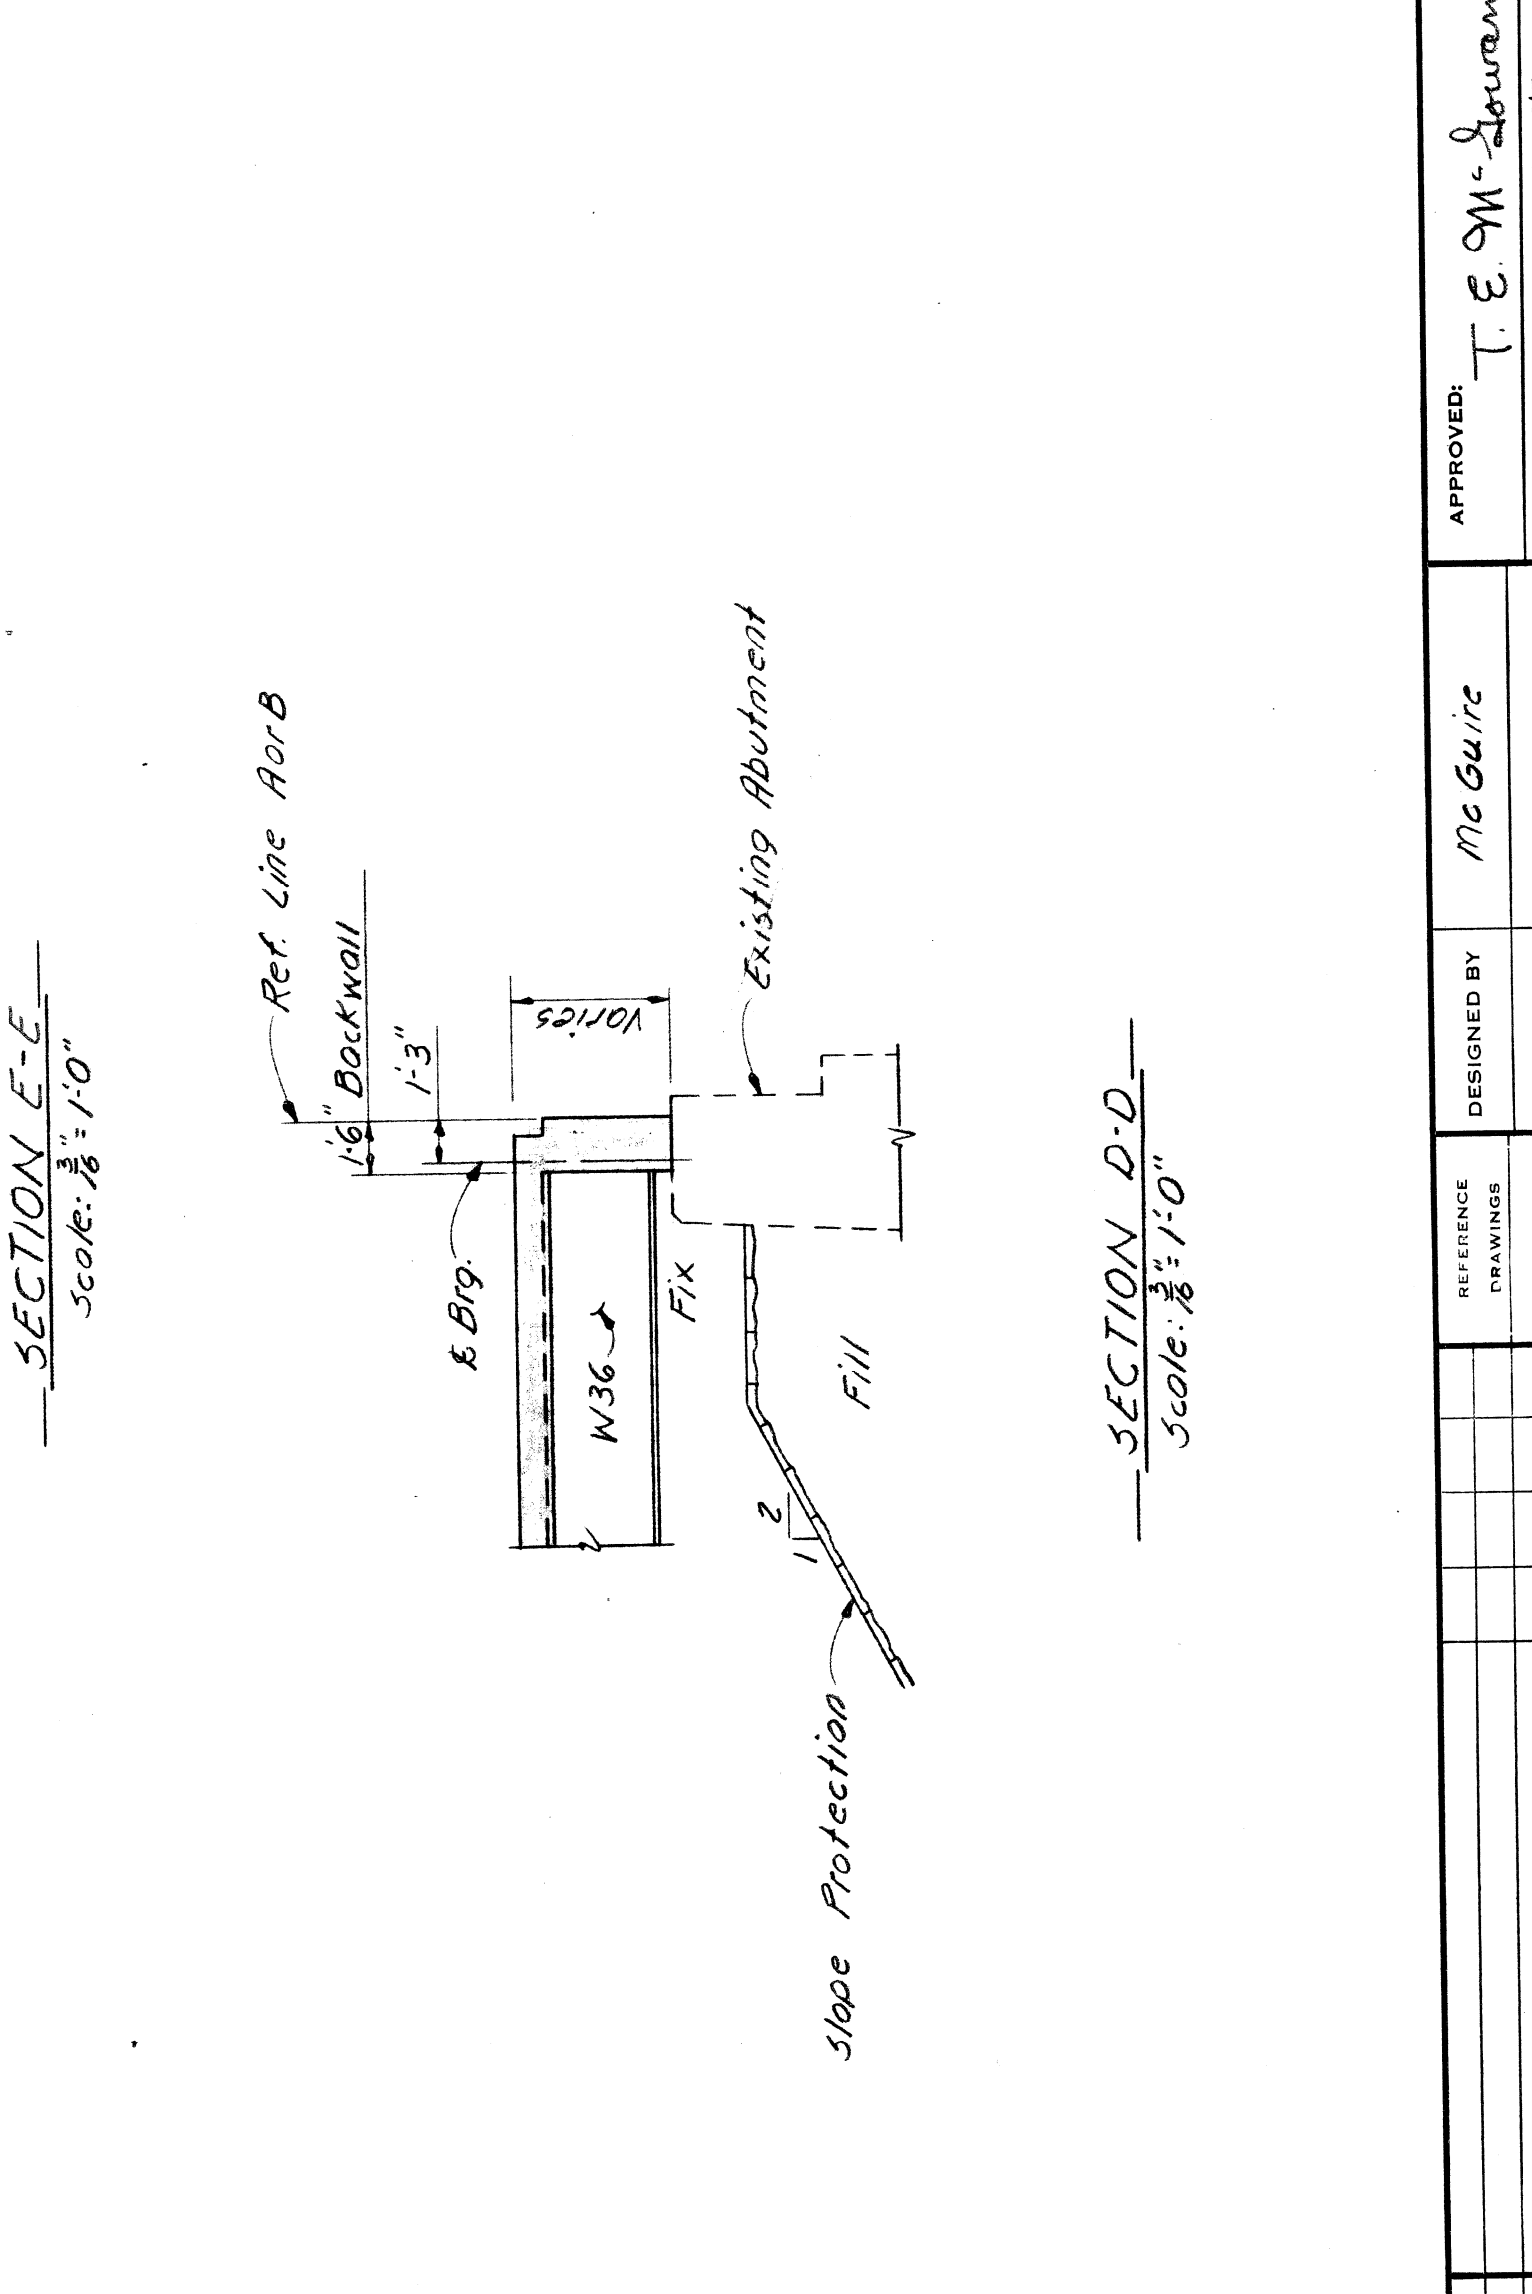 SECTION E-E
Scale: 3/16" = 1'-0"
Ref. Line A or B
1'-6" Backwall
1'-3"
℄ Brg.
Varies
W36
Fix
Existing Abutment
2
1
Fill
Slope Protection
SECTION D-D
Scale: 3/16" = 1'-0"
REFERENCE
DRAWINGS
DESIGNED BY
McGuire
APPROVED:
T. E. McGowan